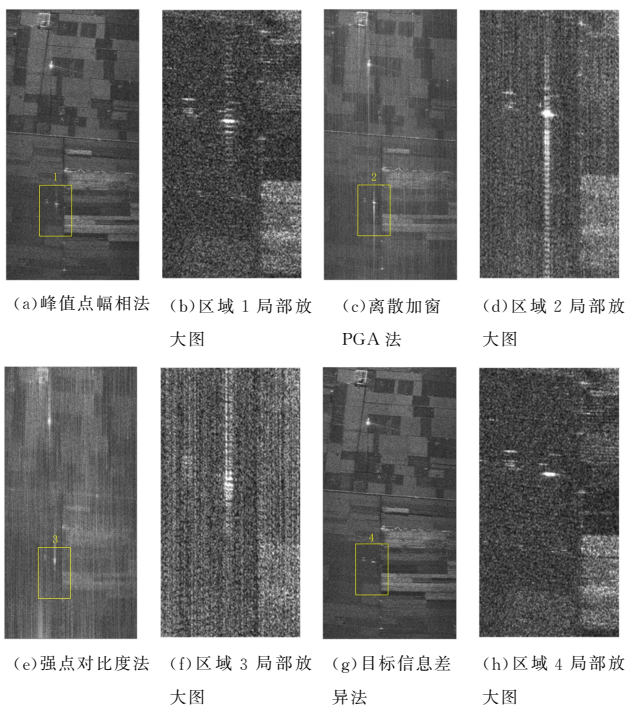 1
2
(a)峰值点幅相法
(b)区域 1 局部放
大图
(c)离散加窗
PGA 法
(d)区域 2 局部放
大图
3
4
(e)强点对比度法
(f)区域 3 局部放
大图
(g)目标信息差
异法
(h)区域 4 局部放
大图